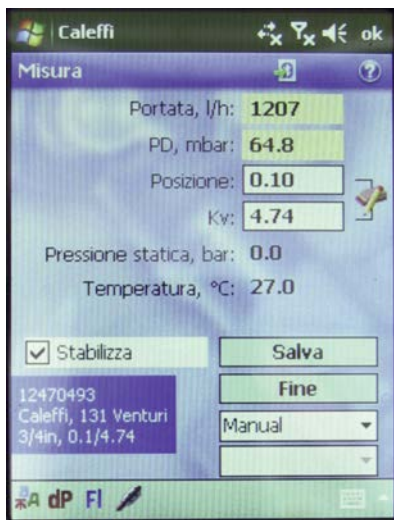 Caleffi ok
Misura
Portata, l/h: 1207
PD, mbar: 64.8
Posizione: 0.10
Kv: 4.74
Pressione statica, bar: 0.0
Temperatura, °C: 27.0
Stabilizza Salva
Fine
12470493
Caleffi, 131 Venturi
3/4in, 0.1/4.74
Manual
A dP Fl